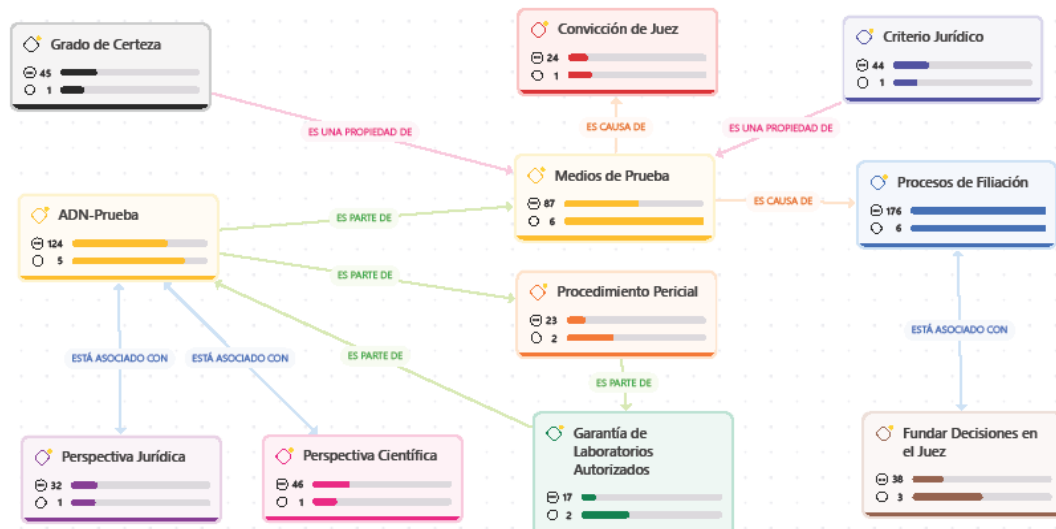 Grado de Certeza
45
1
Convicción de Juez
24
1
Criterio Jurídico
44
1
ES UNA PROPIEDAD DE
ES CAUSA DE
ES UNA PROPIEDAD DE
Medios de Prueba
87
6
ES CAUSA DE
Procesos de Filiación
176
6
ADN-Prueba
124
5
ES PARTE DE
ES PARTE DE
Procedimiento Pericial
23
2
ESTÁ ASOCIADO CON
ESTÁ ASOCIADO CON
ES PARTE DE
ES PARTE DE
ESTÁ ASOCIADO CON
Perspectiva Jurídica
32
1
Perspectiva Científica
46
1
Garantía de
Laboratorios
Autorizados
17
2
Fundar Decisiones en
el Juez
38
3